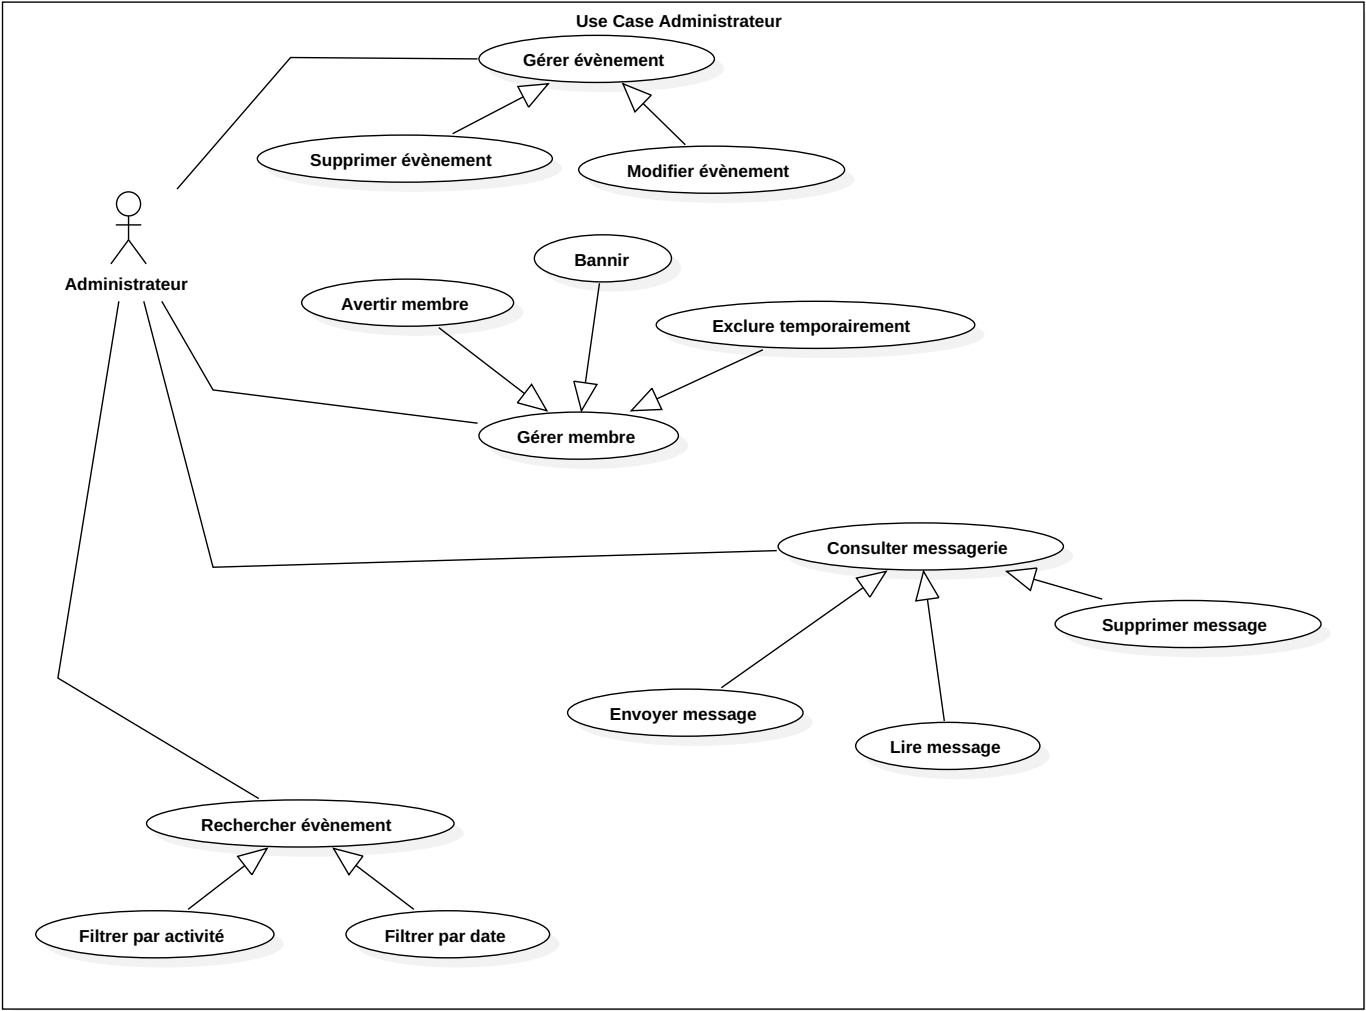 Use Case Administrateur
Gérer évènement
Supprimer évènement
Modifier évènement
Bannir
Administrateur
Avertir membre
Exclure temporairement
Gérer membre
Consulter messagerie
Supprimer message
Envoyer message
Lire message
Rechercher évènement
Filtrer par activité
Filtrer par date